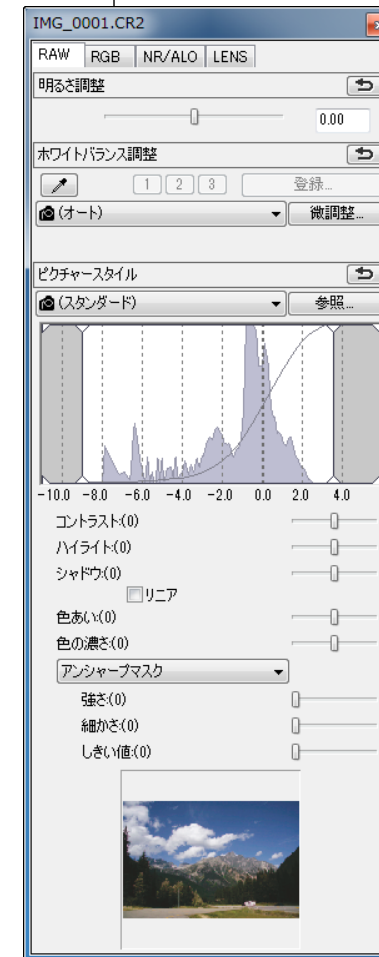 IMG_0001.CR2
RAW RGB NR/ALO LENS
明るさ調整
0.00
ホワイトバランス調整
1 2 3 登録...
(オート) 微調整...
ピクチャースタイル
(スタンダード) 参照...
-10.0 -8.0 -6.0 -4.0 -2.0 0.0 2.0 4.0
コントラスト:(0)
ハイライト:(0)
シャドウ:(0)
リニア
色あい:(0)
色の濃さ:(0)
アンシャープマスク
強さ:(0)
細かさ:(0)
しきい値:(0)